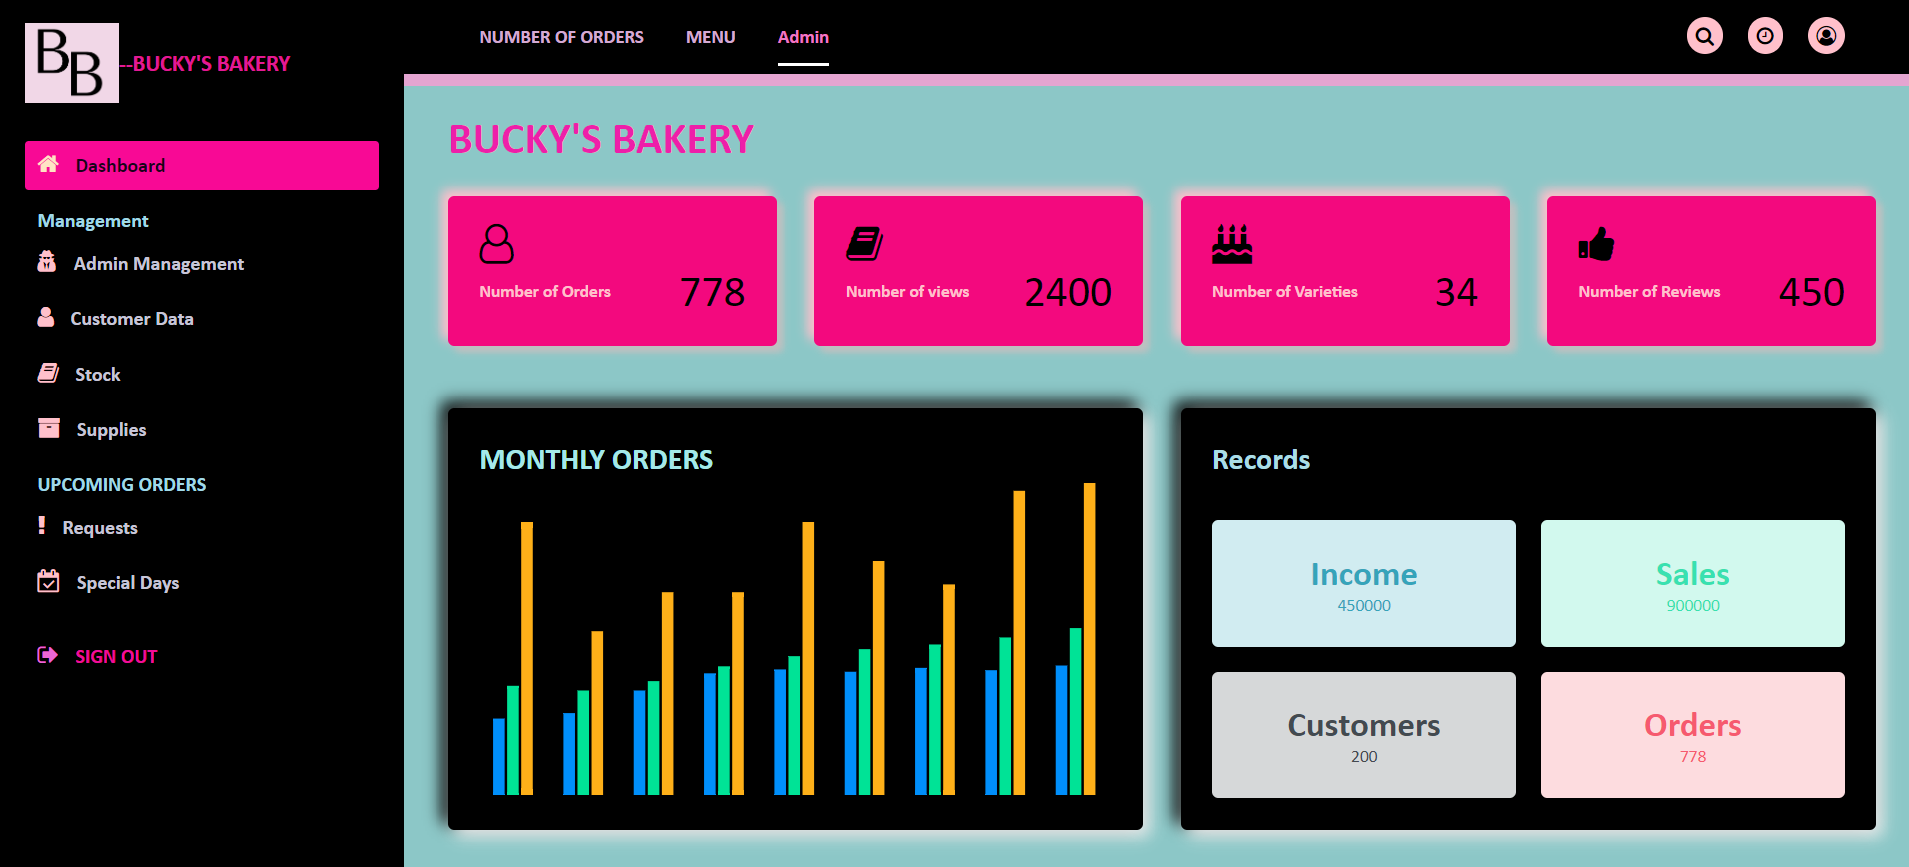 BB
--BUCKY'S BAKERY
NUMBER OF ORDERS
MENU
Admin
Dashboard
Management
Admin Management
Customer Data
Stock
Supplies
UPCOMING ORDERS
Requests
Special Days
SIGN OUT
BUCKY'S BAKERY
Number of Orders
778
Number of views
2400
Number of Varieties
34
Number of Reviews
450
MONTHLY ORDERS
Records
Income
450000
Sales
900000
Customers
200
Orders
778